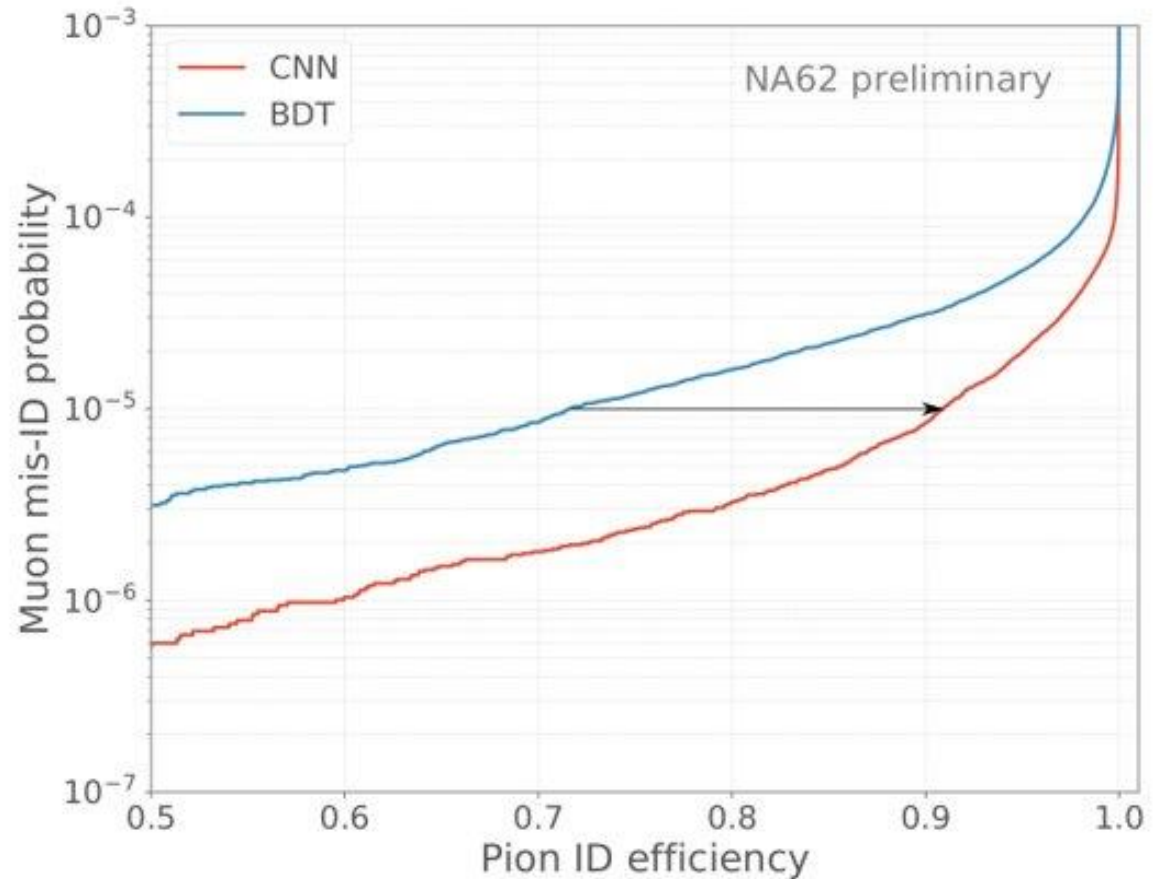 CNN
BDT
NA62 preliminary
Muon mis-ID probability
10⁻³
10⁻⁴
10⁻⁵
10⁻⁶
10⁻⁷
0.5 0.6 0.7 0.8 0.9 1.0
Pion ID efficiency